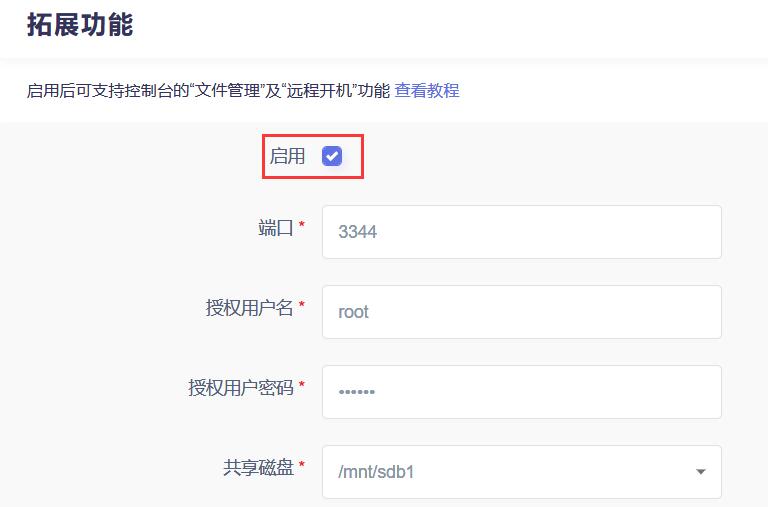 拓展功能
启用后可支持控制台的“文件管理”及“远程开机”功能 查看教程
启用
端口 *
3344
授权用户名 *
root
授权用户密码 *
••••••
共享磁盘 *
/mnt/sdb1